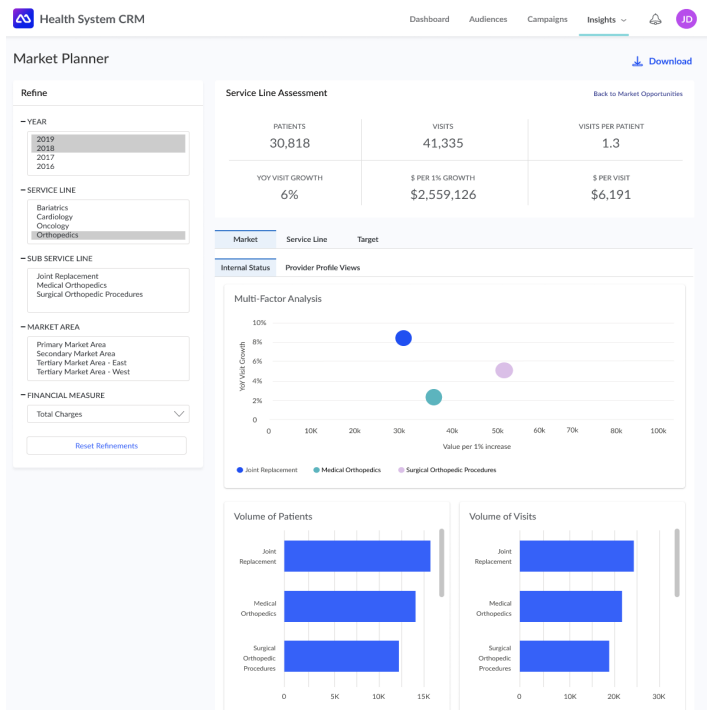 Health System CRM
Dashboard
Audiences
Campaigns
Insights
JD
Market Planner
Download
Refine
YEAR
2019
2018
2017
2016
SERVICE LINE
Bariatrics
Cardiology
Oncology
Orthopedics
SUB SERVICE LINE
Joint Replacement
Medical Orthopedics
Surgical Orthopedic Procedures
MARKET AREA
Primary Market Area
Secondary Market Area
Tertiary Market Area - East
Tertiary Market Area - West
FINANCIAL MEASURE
Total Charges
Reset Refinements
Service Line Assessment
Back to Market Opportunities
PATIENTS
30,818
VISITS
41,335
VISITS PER PATIENT
1.3
YOY VISIT GROWTH
6%
$ PER 1% GROWTH
$2,559,126
$ PER VISIT
$6,191
Market
Service Line
Target
Internal Status
Provider Profile Views
Multi-Factor Analysis
YoY Visit Growth
10%
8%
6%
4%
2%
0
0
10K
20k
30k
40k
50k
60k
70k
80k
100k
Value per 1% increase
Joint Replacement
Medical Orthopedics
Surgical Orthopedic Procedures
Volume of Patients
Joint
Replacement
Medical
Orthopedics
Surgical
Orthopedic
Procedures
0
5K
10K
15K
Volume of Visits
Joint
Replacement
Medical
Orthopedics
Surgical
Orthopedic
Procedures
0
10K
20K
30K